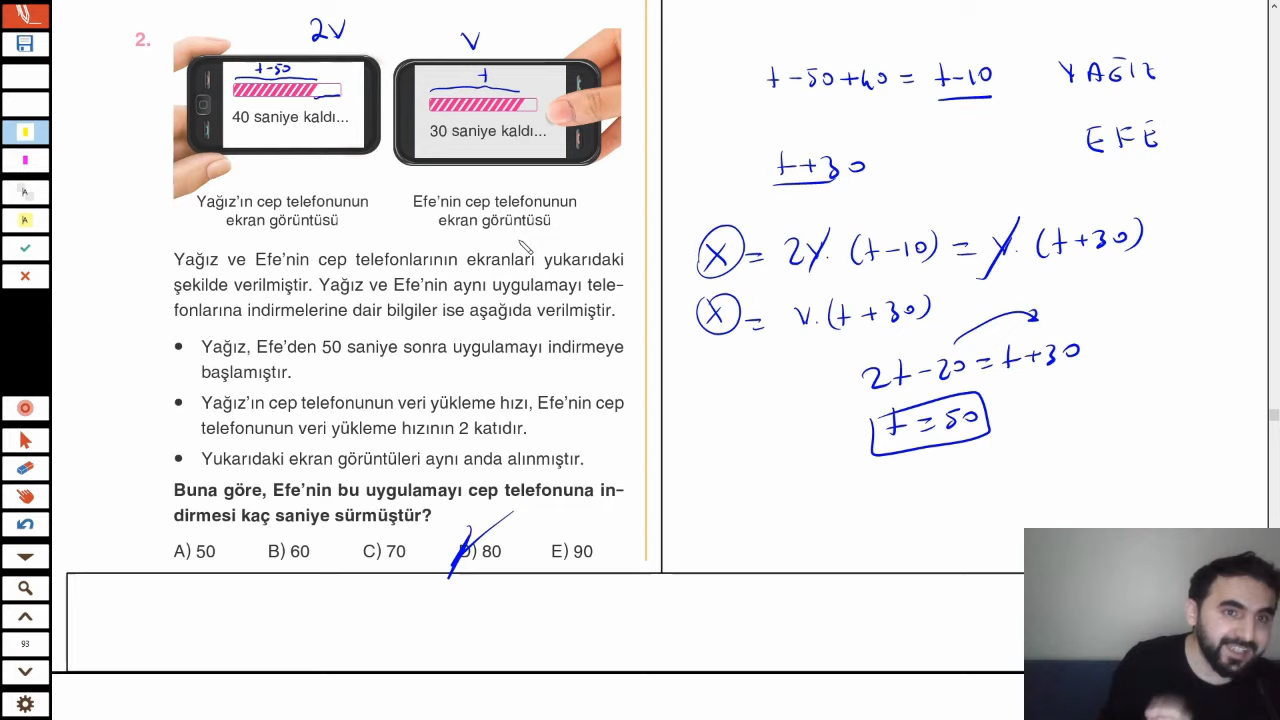 2.
2V
V
t-50
40 saniye kaldı...
t
30 saniye kaldı...
Yağız'ın cep telefonunun
ekran görüntüsü
Efe'nin cep telefonunun
ekran görüntüsü
Yağız ve Efe'nin cep telefonlarının ekranları yukarıdaki
şekilde verilmiştir. Yağız ve Efe'nin aynı uygulamayı tele-
fonlarına indirmelerine dair bilgiler ise aşağıda verilmiştir.
• Yağız, Efe'den 50 saniye sonra uygulamayı indirmeye
başlamıştır.
• Yağız'ın cep telefonunun veri yükleme hızı, Efe'nin cep
telefonunun veri yükleme hızının 2 katıdır.
• Yukarıdaki ekran görüntüleri aynı anda alınmıştır.
Buna göre, Efe'nin bu uygulamayı cep telefonuna in-
dirmesi kaç saniye sürmüştür?
A) 50 B) 60 C) 70 D) 80 E) 90
t-50+40 = t-10
YAĞIZ
EFE
t+30
X = 2V.(t-10) = V.(t+30)
X = V.(t+30)
2t-20 = t+30
t = 50
A
A
93